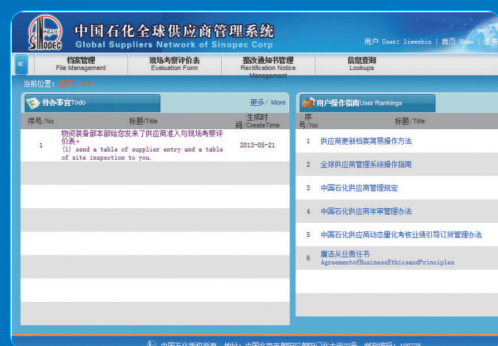 SINOPEC
中国石化全球供应商管理系统
Global Suppliers Network of Sinopec Corp
用户 User: liweibin | 首页 Home |
档案管理
File Management
现场考察评价表
Evaluation Form
整改通知书管理
Rectification Notice
Management
信息查询
Lookups
当前位置:
待办事宜Todo
更多/ More
序号/No
标题/Title
生成时
间/CreateTime
1
物资装备部本部给您发来了供应商准入与现场考察评
价表。
(1) send a table of supplier entry and a table
of site inspection to you.
2013-05-21
用户操作指南User Rankings
序
号/No
标题/Title
1 供应商更新档案简易操作方法
2 全球供应商管理系统操作指南
3 中国石化供应商管理规定
4 中国石化供应商年审管理办法
5 中国石化供应商动态量化考核业绩引导订货管理办法
6 廉洁从业责任书
AgreementofBusinessEthicsandPrinciples